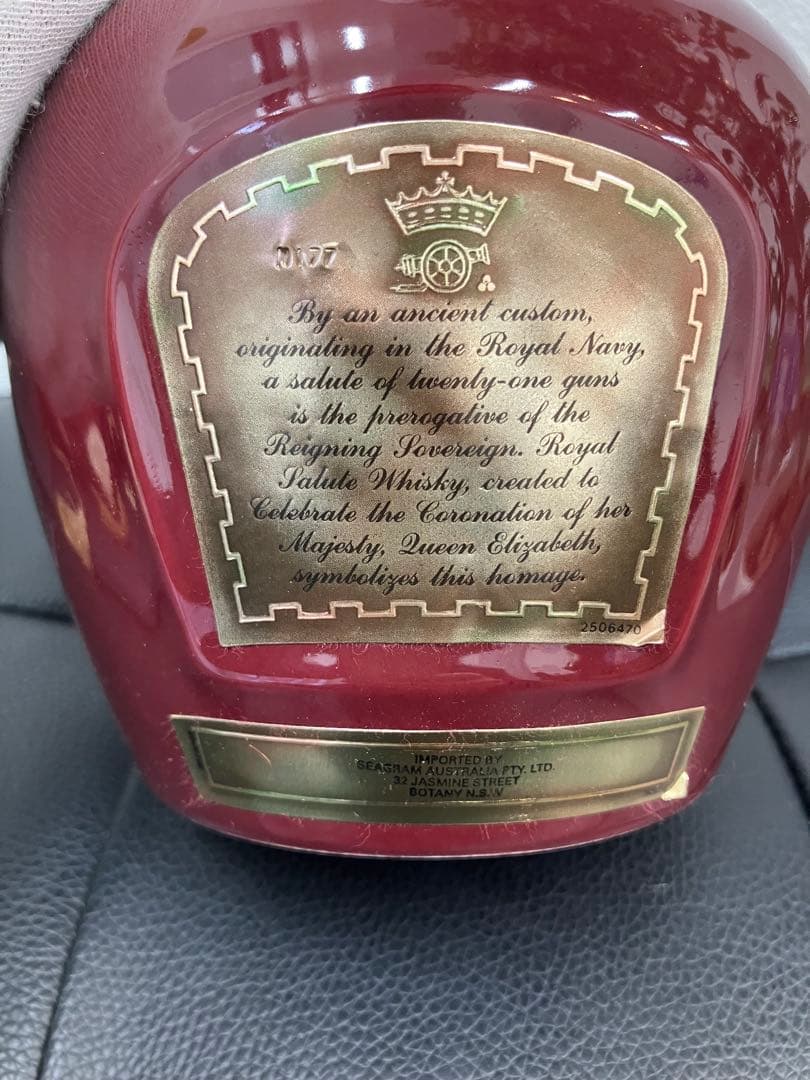 By an ancient custom,
originating in the Royal Navy,
a salute of twenty-one guns
is the prerogative of the
Reigning Sovereign. Royal
Salute Whisky, created to
Celebrate the Coronation of her
Majesty, Queen Elizabeth,
symbolizes this homage.
2506470
IMPORTED BY
SEAGRAM AUSTRALIA PTY. LTD.
32 JASMINE STREET
BOTANY N.S.W